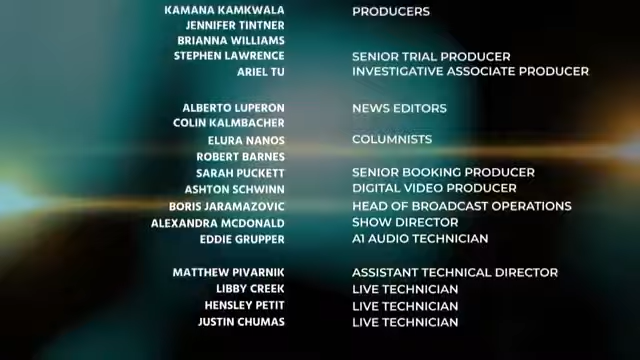 KAMANA KAMKWALA PRODUCERS
JENNIFER TINTNER
BRIANNA WILLIAMS
STEPHEN LAWRENCE SENIOR TRIAL PRODUCER
ARIEL TU INVESTIGATIVE ASSOCIATE PRODUCER
ALBERTO LUPERON NEWS EDITORS
COLIN KALMBACHER
ELURA NANOS COLUMNISTS
ROBERT BARNES
SARAH PUCKETT SENIOR BOOKING PRODUCER
ASHTON SCHWINN DIGITAL VIDEO PRODUCER
BORIS JARAMAZOVIC HEAD OF BROADCAST OPERATIONS
ALEXANDRA MCDONALD SHOW DIRECTOR
EDDIE GRUPPER A1 AUDIO TECHNICIAN
MATTHEW PIVARNIK ASSISTANT TECHNICAL DIRECTOR
LIBBY CREEK LIVE TECHNICIAN
HENSLEY PETIT LIVE TECHNICIAN
JUSTIN CHUMAS LIVE TECHNICIAN